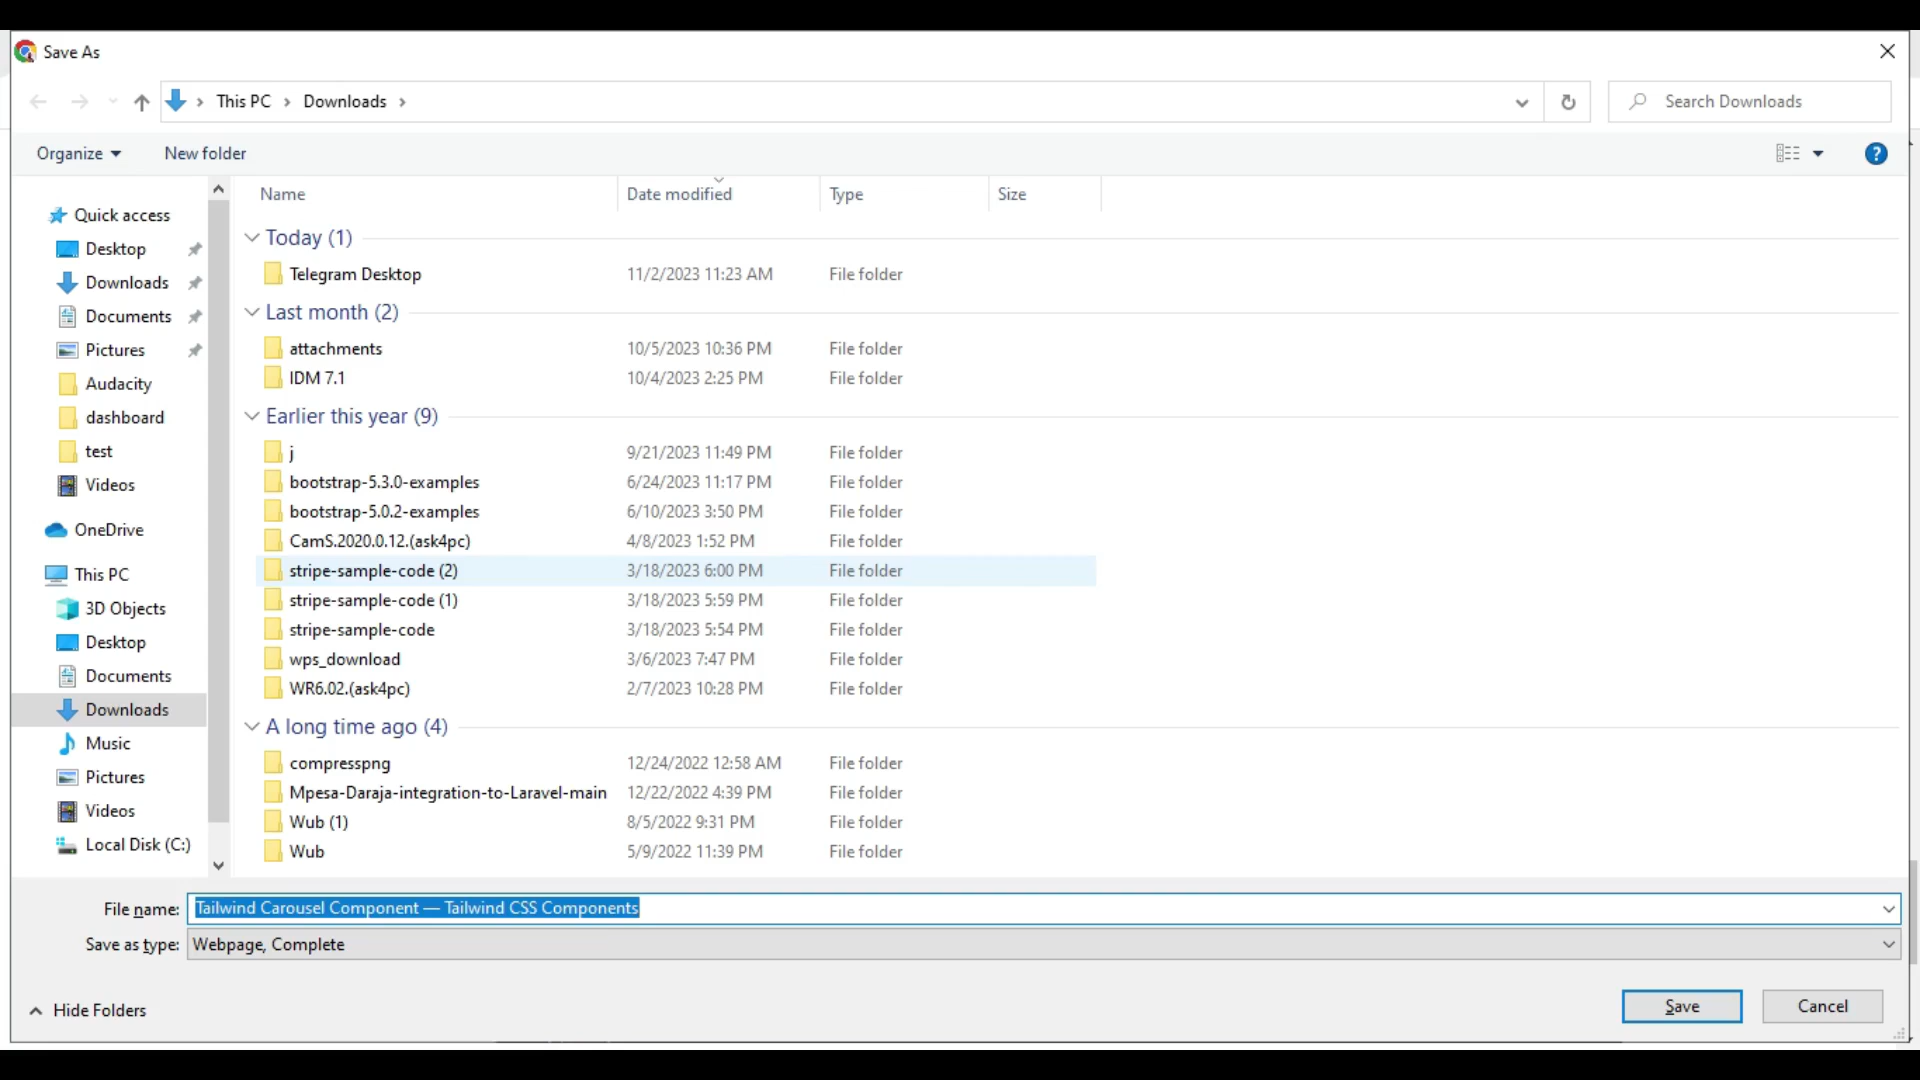 Save As
This PC
Downloads
Search Downloads
Organize
New folder
?
Name
Date modified
Type
Size
Quick access
Desktop
Downloads
Documents
Pictures
Audacity
dashboard
test
Videos
OneDrive
This PC
3D Objects
Desktop
Documents
Downloads
Music
Pictures
Videos
Local Disk (C:)
Today (1)
Telegram Desktop 11/2/2023 11:23 AM File folder
Last month (2)
attachments 10/5/2023 10:36 PM File folder
IDM 7.1 10/4/2023 2:25 PM File folder
Earlier this year (9)
j 9/21/2023 11:49 PM File folder
bootstrap-5.3.0-examples 6/24/2023 11:17 PM File folder
bootstrap-5.0.2-examples 6/10/2023 3:50 PM File folder
CamS.2020.0.12.(ask4pc) 4/8/2023 1:52 PM File folder
stripe-sample-code (2) 3/18/2023 6:00 PM File folder
stripe-sample-code (1) 3/18/2023 5:59 PM File folder
stripe-sample-code 3/18/2023 5:54 PM File folder
wps_download 3/6/2023 7:47 PM File folder
WR6.02.(ask4pc) 2/7/2023 10:28 PM File folder
A long time ago (4)
compresspng 12/24/2022 12:58 AM File folder
Mpesa-Daraja-integration-to-Laravel-main 12/22/2022 4:39 PM File folder
Wub (1) 8/5/2022 9:31 PM File folder
Wub 5/9/2022 11:39 PM File folder
File name: Tailwind Carousel Component — Tailwind CSS Components
Save as type: Webpage, Complete
Hide Folders
Save
Cancel